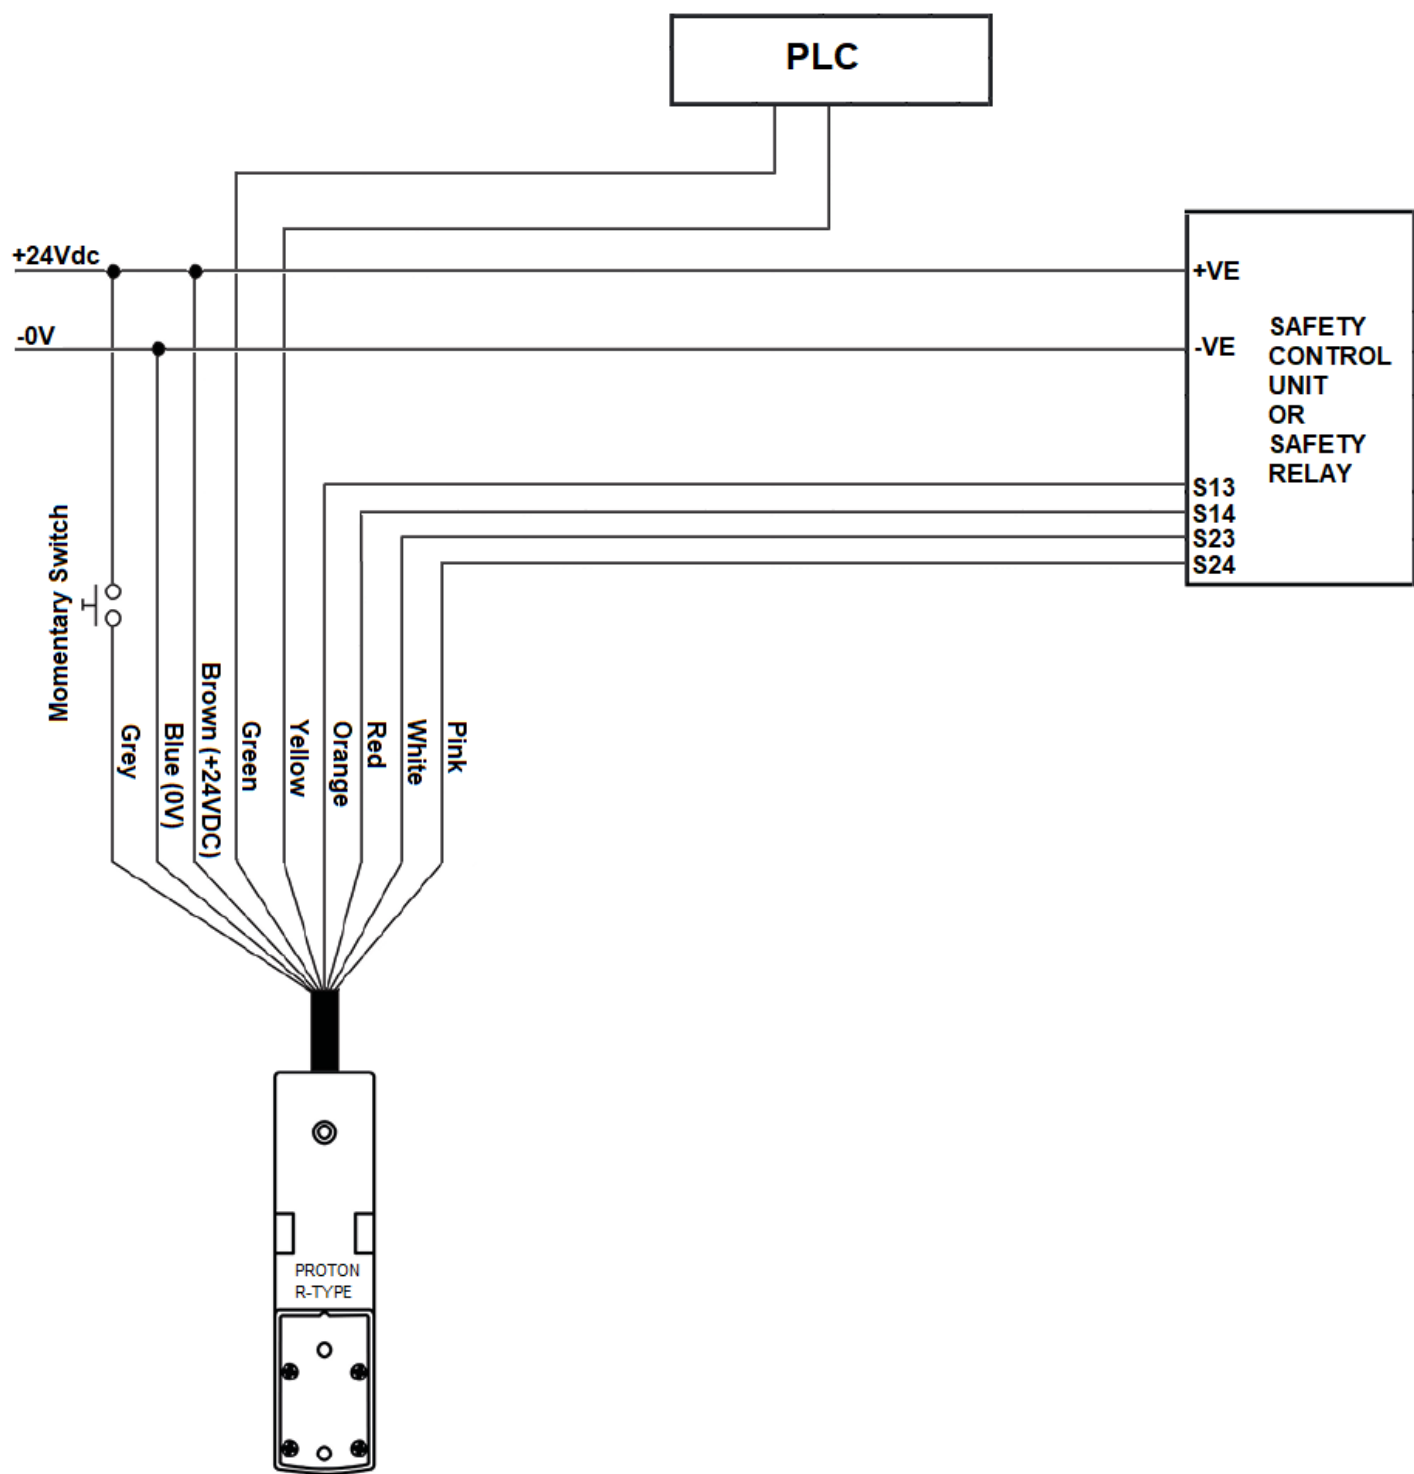 PLC
+24Vdc
-0V
+VE
-VE
SAFETY
CONTROL
UNIT
OR
SAFETY
RELAY
S13
S14
S23
S24
Momentary Switch
Grey
Blue (0V)
Brown (+24VDC)
Green
Yellow
Orange
Red
White
Pink
PROTON
R-TYPE